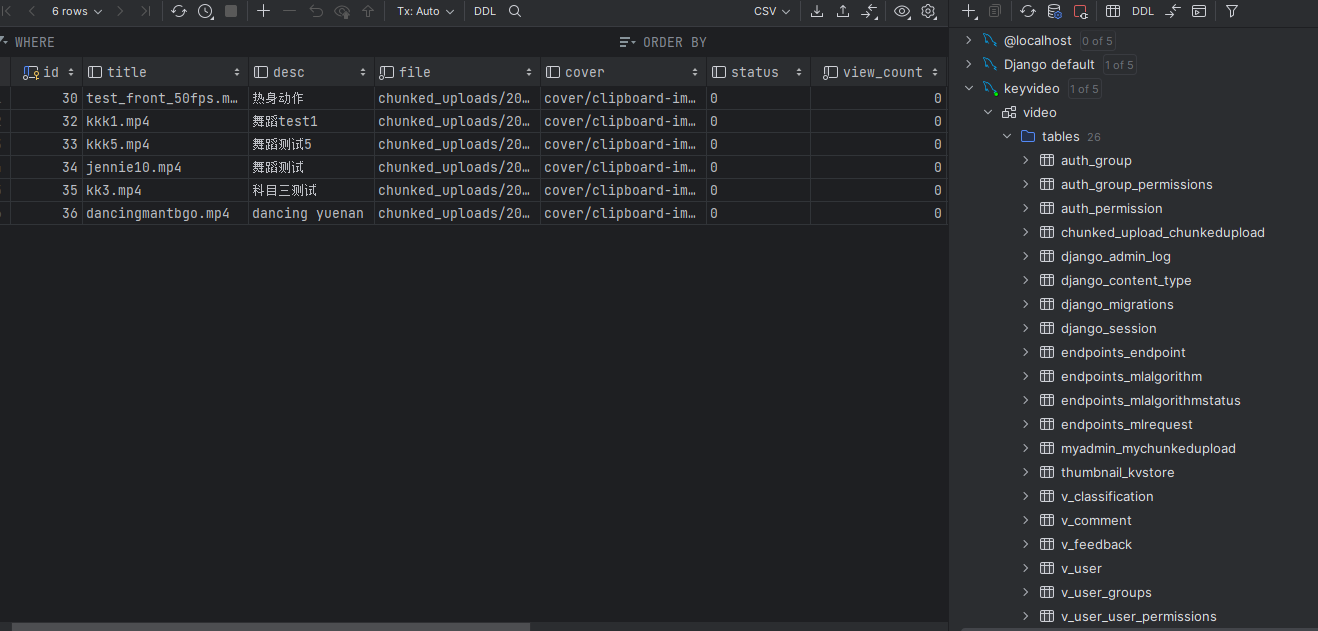 6 rows Tx: Auto DDL CSV DDL
WHERE ORDER BY
id title desc file cover status view_count
30 test_front_50fps.m… 热身动作 chunked_uploads/20… cover/clipboard-im… 0 0
32 kkk1.mp4 舞蹈test1 chunked_uploads/20… cover/clipboard-im… 0 0
33 kkk5.mp4 舞蹈测试5 chunked_uploads/20… cover/clipboard-im… 0 0
34 jennie10.mp4 舞蹈测试 chunked_uploads/20… cover/clipboard-im… 0 0
35 kk3.mp4 科目三测试 chunked_uploads/20… cover/clipboard-im… 0 0
36 dancingmantbgo.mp4 dancing yuenan chunked_uploads/20… cover/clipboard-im… 0 0
@localhost 0 of 5
Django default 1 of 5
keyvideo 1 of 5
video
tables 26
auth_group
auth_group_permissions
auth_permission
chunked_upload_chunkedupload
django_admin_log
django_content_type
django_migrations
django_session
endpoints_endpoint
endpoints_mlalgorithm
endpoints_mlalgorithmstatus
endpoints_mlrequest
myadmin_mychunkedupload
thumbnail_kvstore
v_classification
v_comment
v_feedback
v_user
v_user_groups
v_user_user_permissions